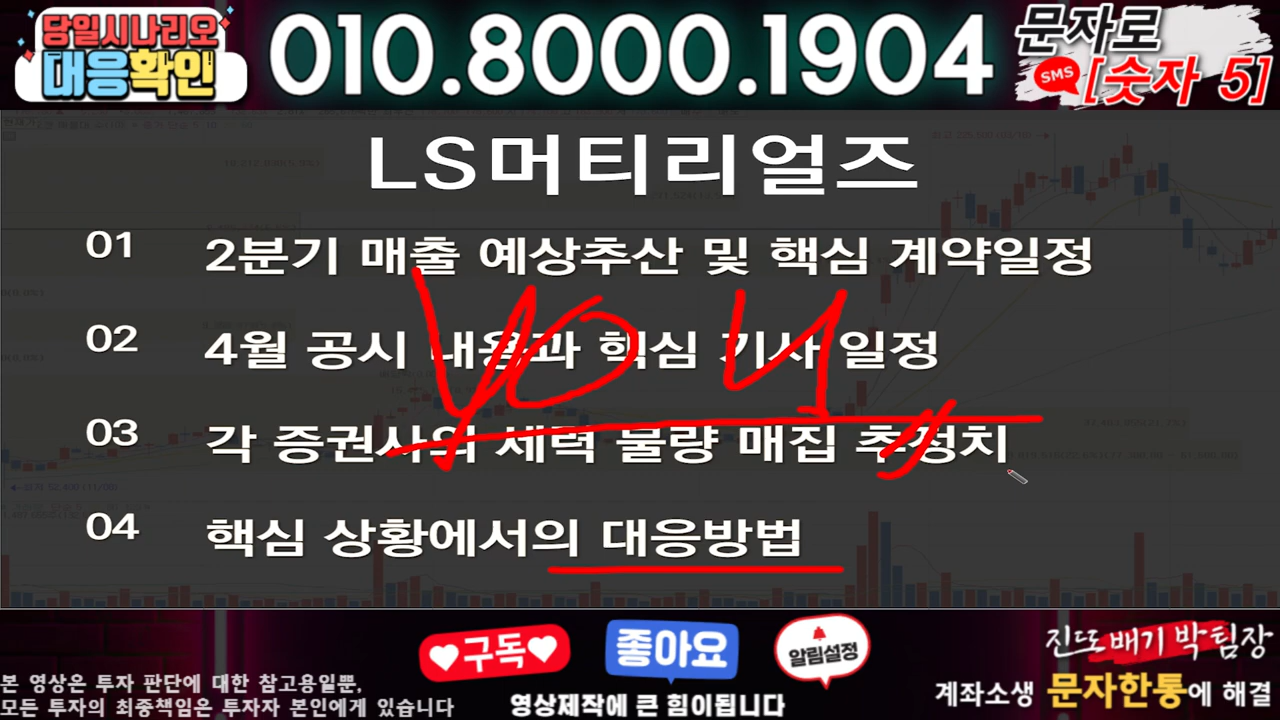 당일시나리오
대응확인
010.8000.1904
문자로
SMS [숫자 5]
LS머티리얼즈
01 2분기 매출 예상추산 및 핵심 계약일정
02 4월 공시 내용과 핵심 기사 일정
03 각 증권사의 세력 물량 매집 추정치
04 핵심 상황에서의 대응방법
구독
좋아요
알림설정
영상제작에 큰 힘이됩니다
본 영상은 투자 판단에 대한 참고용일뿐,
모든 투자의 최종책임은 투자자 본인에게 있습니다
진또배기 박팀장
계좌소생 문자한통에 해결